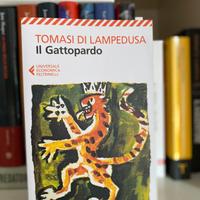 TOMASI DI LAMPEDUSA
Il Gattopardo
UNIVERSALE
ECONOMICA
FELTRINELLI